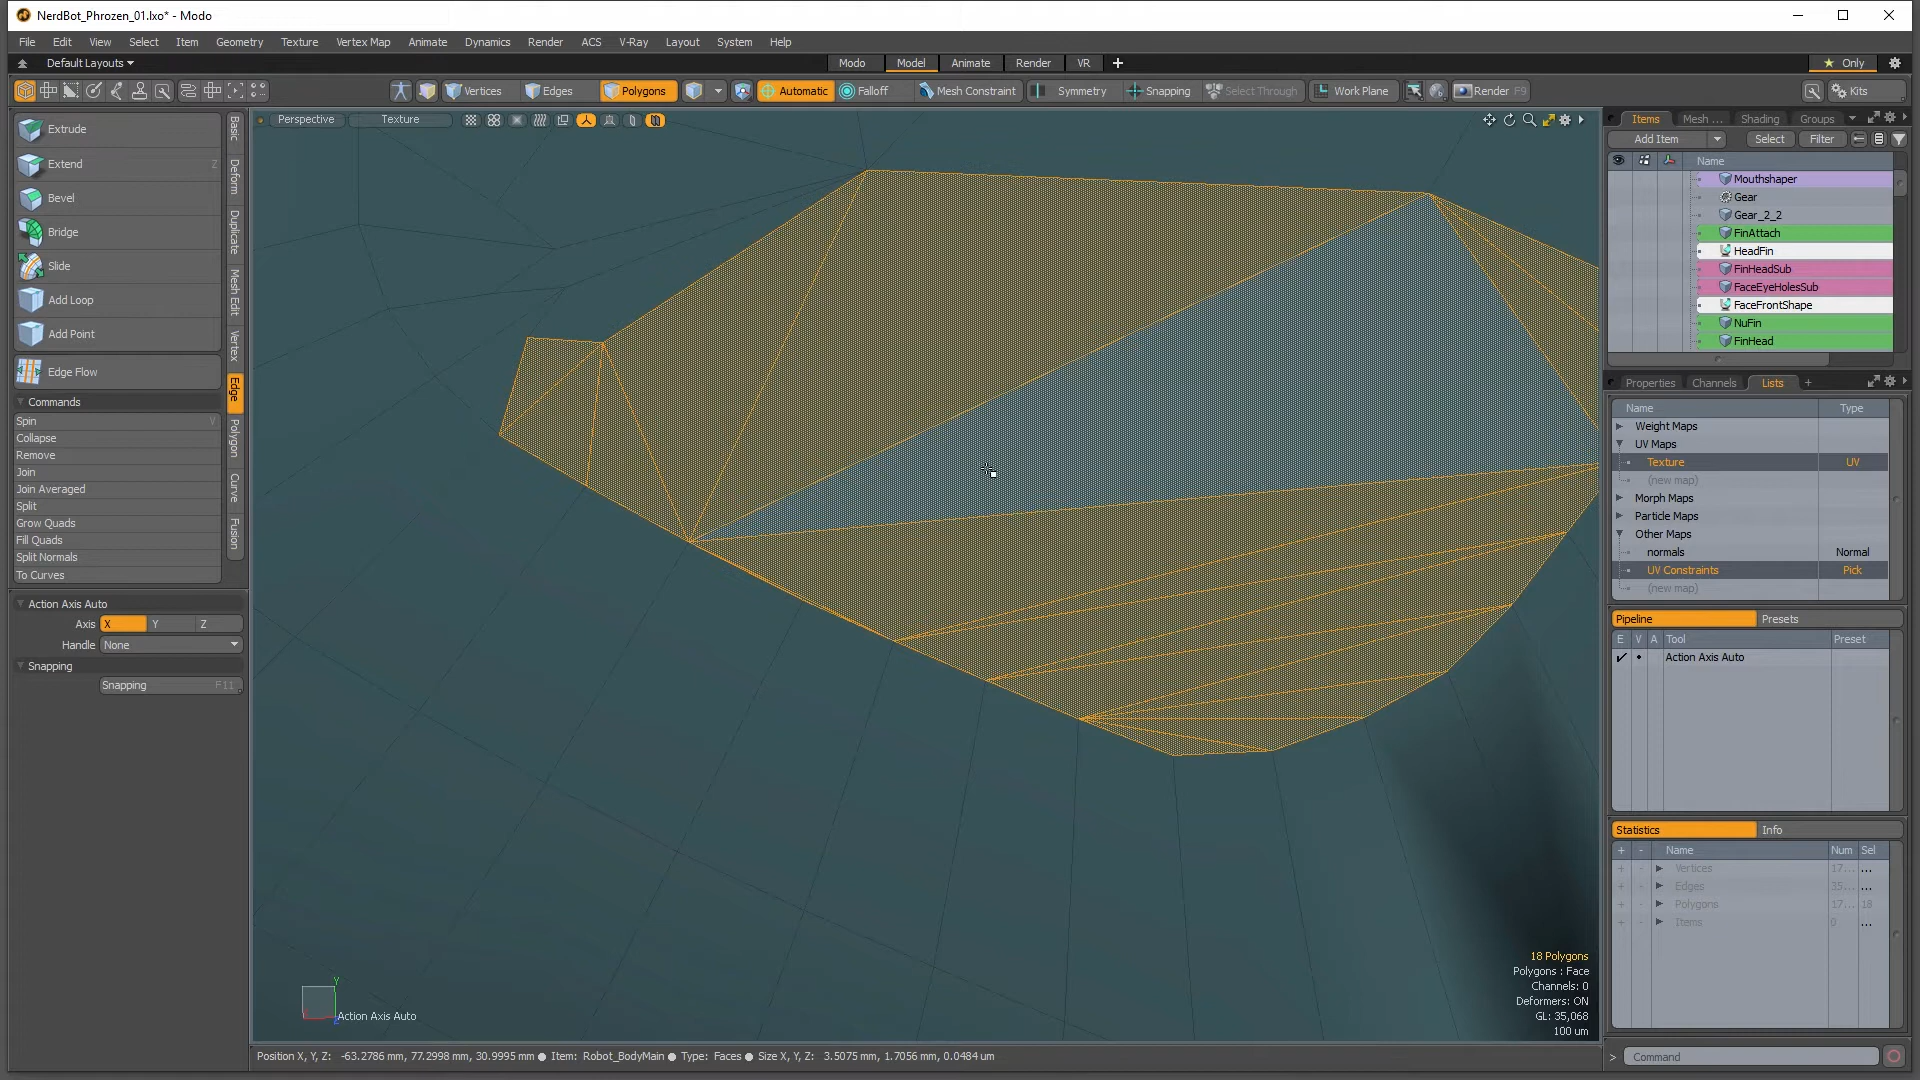 NerdBot_Phrozen_01.lxo* - Modo
File Edit View Select Item Geometry Texture Vertex Map Animate Dynamics Render ACS V-Ray Layout System Help
Default Layouts Modo Model Animate Render VR + Only
Vertices Edges Polygons Automatic Falloff Mesh Constraint Symmetry Snapping Select Through Work Plane Render F9 Kits
Perspective Texture
Extrude
Extend Z
Bevel
Bridge
Slide
Add Loop
Add Point
Edge Flow
Commands
Spin V
Collapse
Remove
Join
Join Averaged
Split
Grow Quads
Fill Quads
Split Normals
To Curves
Basic
Deform
Duplicate
Mesh Edit
Vertex
Edge
Polygon
Curve
Fusion
Action Axis Auto
Axis X Y Z
Handle None
Snapping
Snapping F11
Items Mesh ... Shading Groups
Add Item Select Filter
Name
Mouthshaper
Gear
Gear_2_2
FinAttach
HeadFin
FinHeadSub
FaceEyeHolesSub
FaceFrontShape
NuFin
FinHead
Properties Channels Lists +
Name Type
Weight Maps
UV Maps
Texture UV
(new map)
Morph Maps
Particle Maps
Other Maps
normals Normal
UV Constraints Pick
(new map)
Pipeline Presets
E V A Tool Preset
Action Axis Auto
Statistics Info
+ - Name Num Sel
+ - Vertices 17... ...
+ - Edges 35... ...
+ - Polygons 17... 18
+ - Items 0 ...
18 Polygons
Polygons : Face
Channels: 0
Deformers: ON
GL: 35,068
100 um
Y
Action Axis Auto
Position X, Y, Z: -63.2786 mm, 77.2998 mm, 30.9995 mm Item: Robot_BodyMain Type: Faces Size X, Y, Z: 3.5075 mm, 1.7056 mm, 0.0484 um
> Command